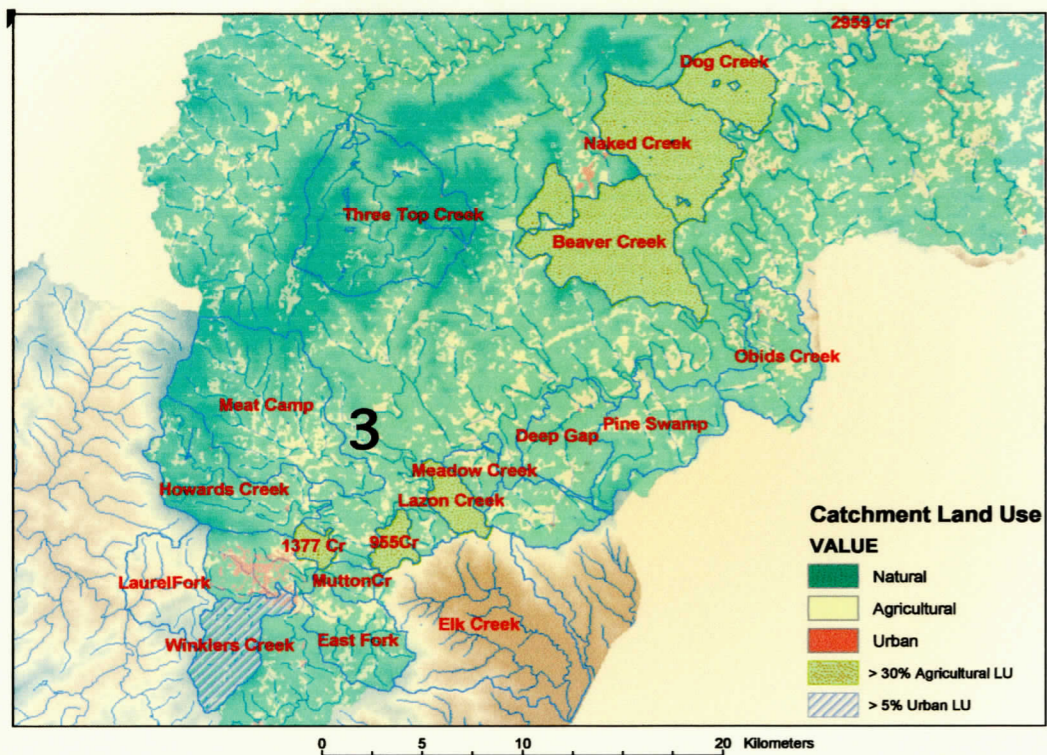 2959 cr
Dog Creek
Naked Creek
Three Top Creek
Beaver Creek
Obids Creek
Meat Camp
3
Pine Swamp
Deep Gap
Meadow Creek
Howards Creek
Lazon Creek
1377 Cr
955Cr
LaurelFork
MuttonCr
Elk Creek
Winklers Creek
East Fork
Catchment Land Use
VALUE
Natural
Agricultural
Urban
> 30% Agricultural LU
> 5% Urban LU
0 5 10 20 Kilometers